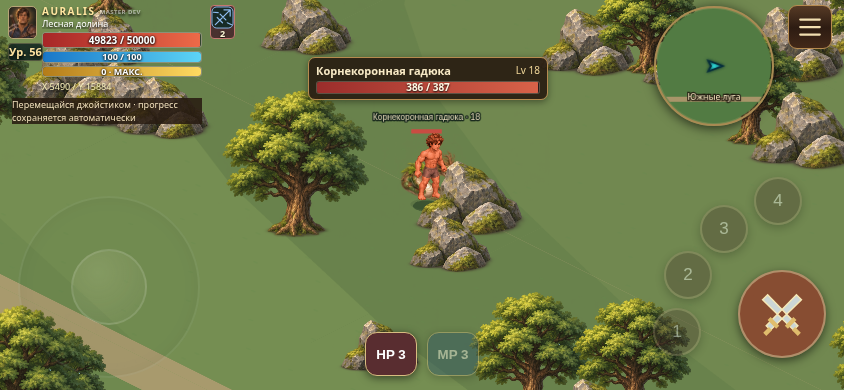 AURALIS MASTER DEV
Лесная долина
Ур. 56
49823 / 50000
100 / 100
0 · МАКС.
X 5490 / Y 15884
Перемещайся джойстиком · прогресс
сохраняется автоматически
2
Корнекоронная гадюка
Lv 18
386 / 387
Корнекоронная гадюка · 18
Южные луга
4
3
2
1
HP 3
MP 3